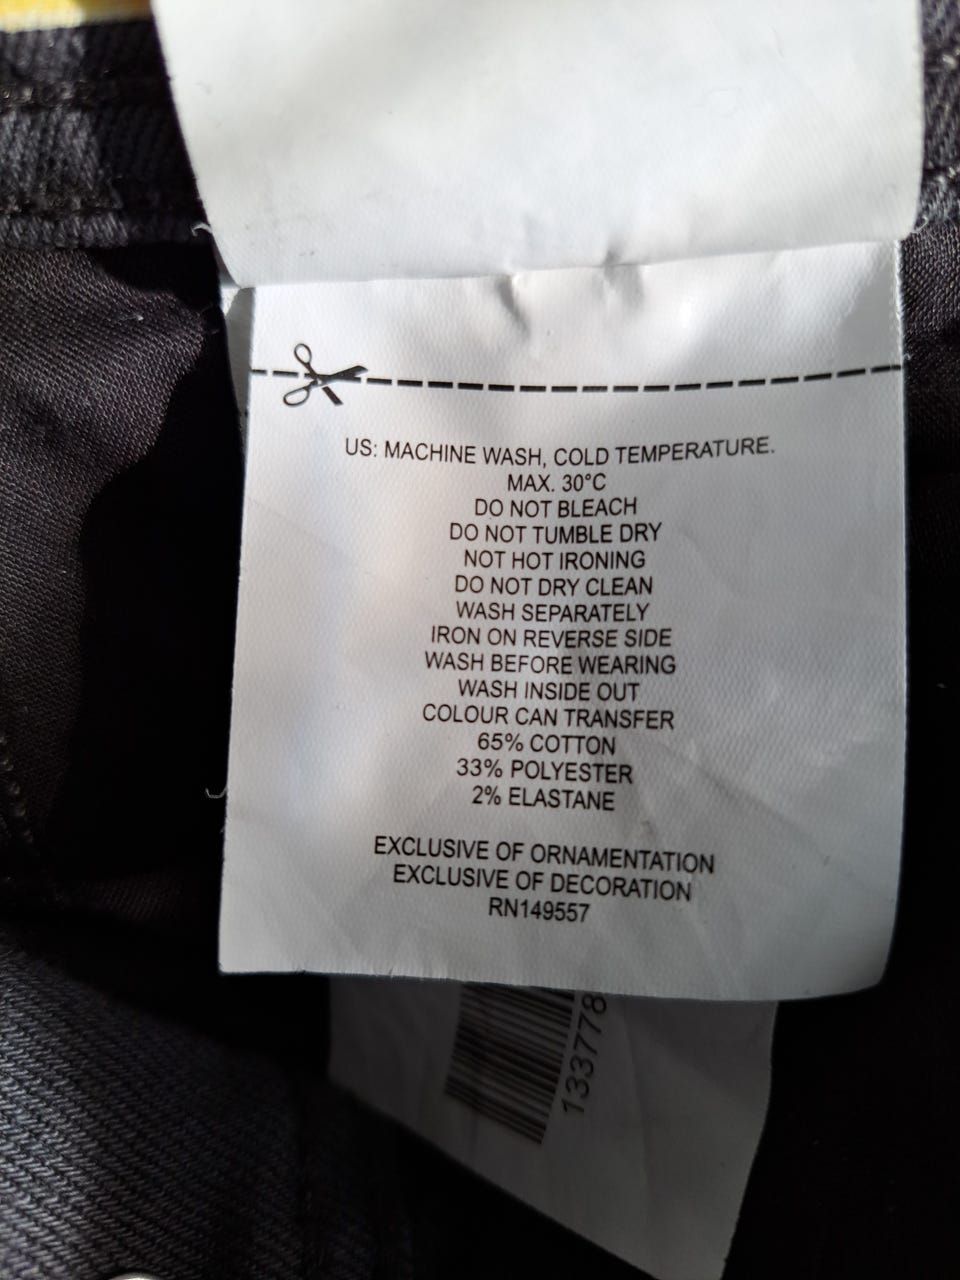 US: MACHINE WASH, COLD TEMPERATURE.
MAX. 30°C
DO NOT BLEACH
DO NOT TUMBLE DRY
NOT HOT IRONING
DO NOT DRY CLEAN
WASH SEPARATELY
IRON ON REVERSE SIDE
WASH BEFORE WEARING
WASH INSIDE OUT
COLOUR CAN TRANSFER
65% COTTON
33% POLYESTER
2% ELASTANE
EXCLUSIVE OF ORNAMENTATION
EXCLUSIVE OF DECORATION
RN149557
133778